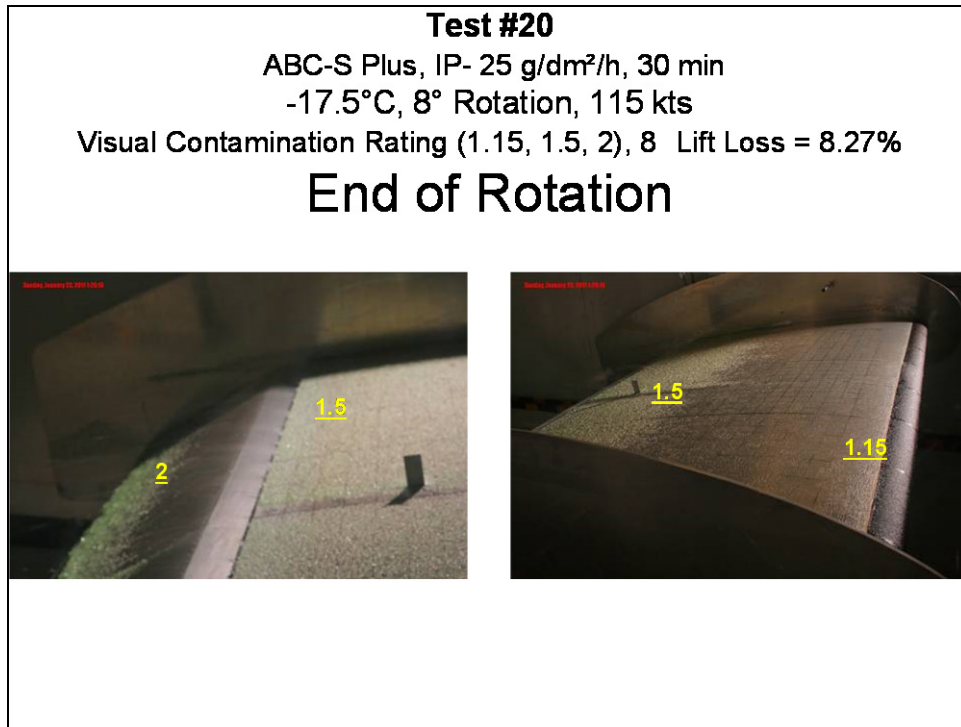 Test #20
ABC-S Plus, IP- 25 g/dm²/h, 30 min
-17.5°C, 8° Rotation, 115 kts
Visual Contamination Rating (1.15, 1.5, 2), 8 Lift Loss = 8.27%
End of Rotation
1.5
2
1.5
1.15